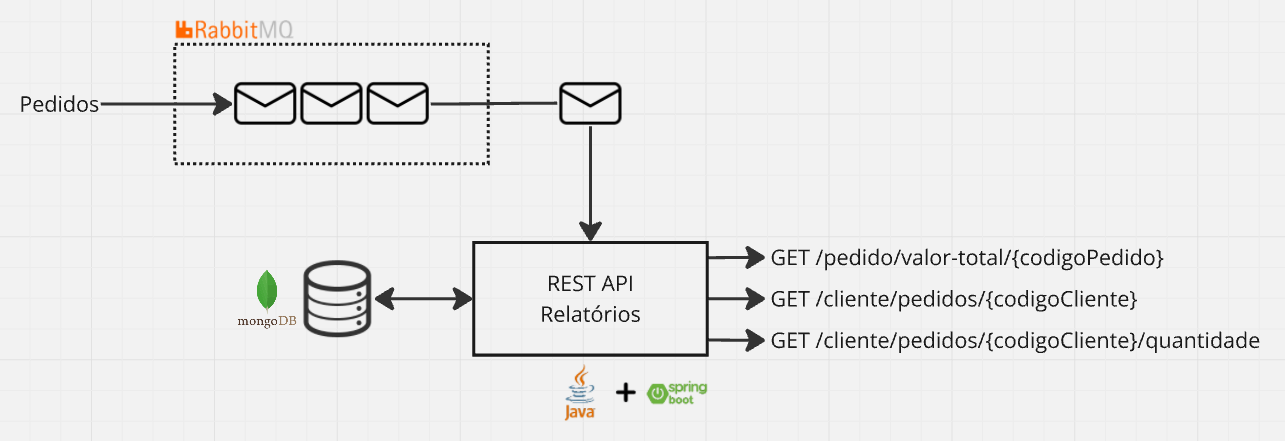 RabbitMQ
Pedidos
REST API
Relatórios
GET /pedido/valor-total/{codigoPedido}
GET /cliente/pedidos/{codigoCliente}
GET /cliente/pedidos/{codigoCliente}/quantidade
mongoDB
Java
+
spring
boot